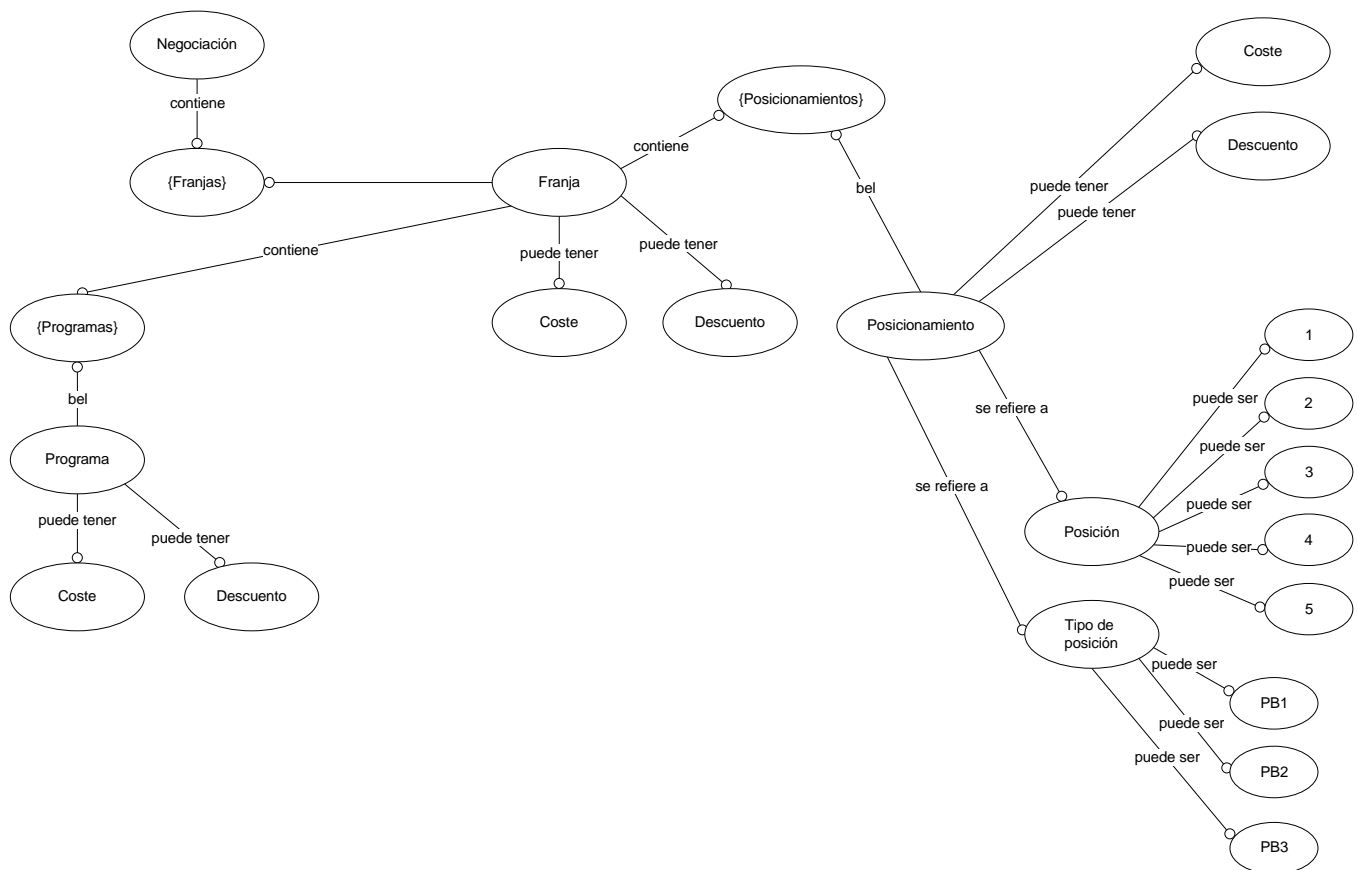 Negociación
contiene
{Franjas}
Franja
contiene
{Posicionamientos}
bel
contiene
puede tener
puede tener
Coste
Descuento
{Programas}
bel
Programa
puede tener
puede tener
Coste
Descuento
Posicionamiento
puede tener
puede tener
Coste
Descuento
se refiere a
se refiere a
Posición
puede ser
puede ser
puede ser
puede ser
puede ser
1
2
3
4
5
Tipo de
posición
puede ser
puede ser
puede ser
PB1
PB2
PB3